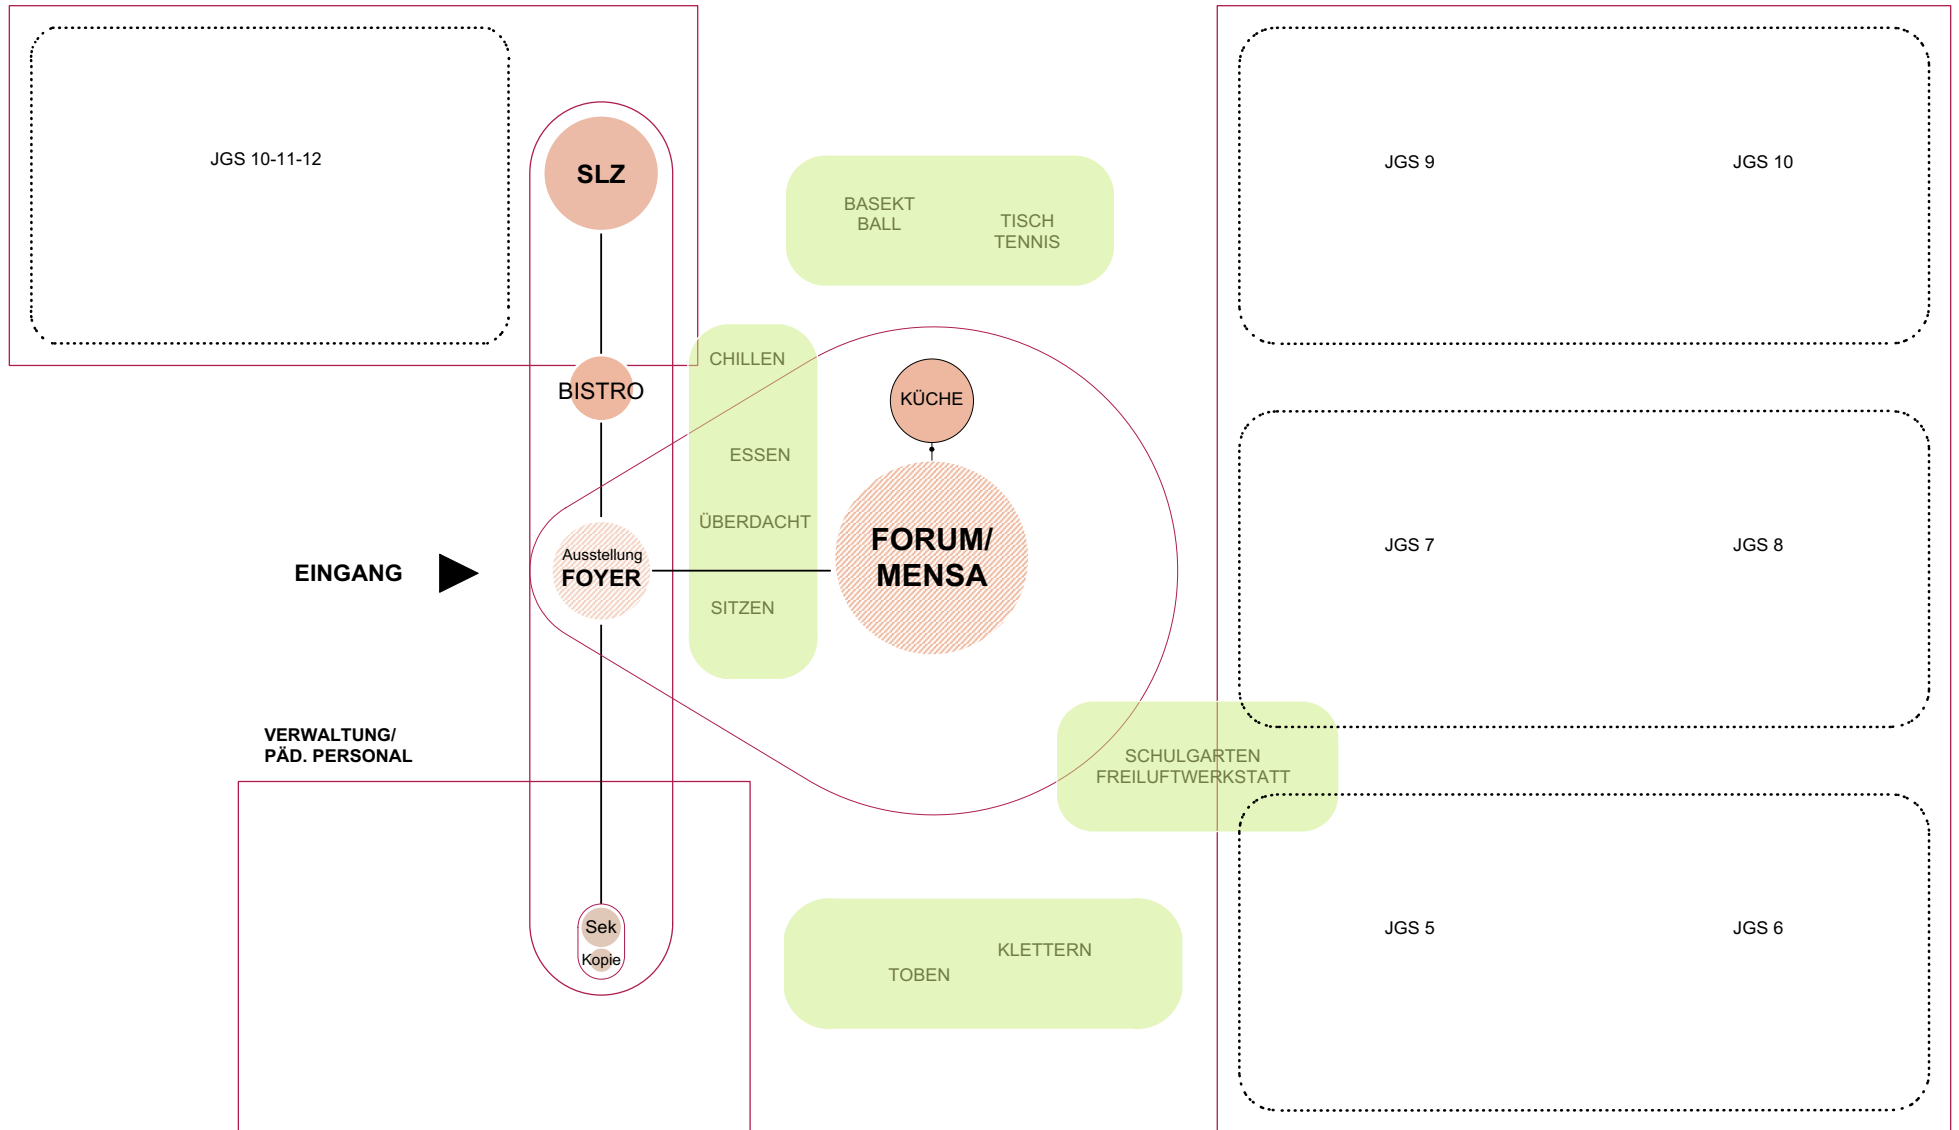 JGS 10-11-12
SLZ
BASEKT
BALL
TISCH
TENNIS
JGS 9
JGS 10
CHILLEN
BISTRO
KÜCHE
ESSEN
ÜBERDACHT
FORUM/
MENSA
JGS 7
JGS 8
EINGANG
Ausstellung
FOYER
SITZEN
VERWALTUNG/
PÄD. PERSONAL
SCHULGARTEN
FREILUFTWERKSTATT
Sek
Kopie
KLETTERN
TOBEN
JGS 5
JGS 6